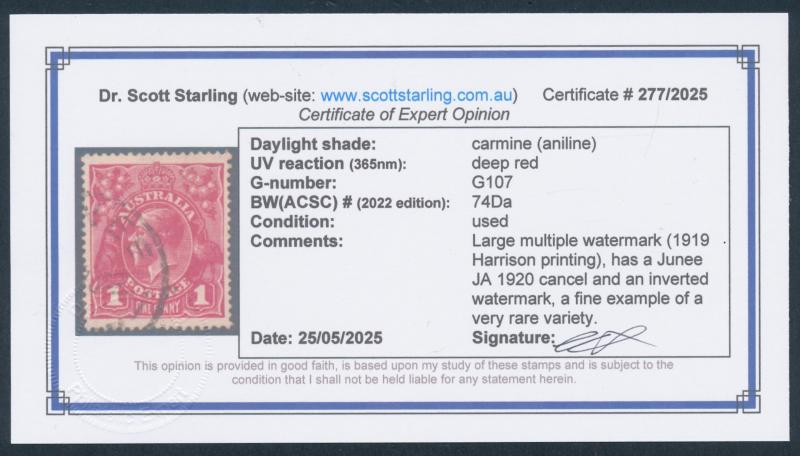 Dr. Scott Starling (web-site: www.scottstarling.com.au) Certificate # 277/2025
Certificate of Expert Opinion
AUSTRALIA
1 POSTAGE 1
ONE PENNY
Daylight shade: carmine (aniline)
UV reaction (365nm): deep red
G-number: G107
BW(ACSC) # (2022 edition): 74Da
Condition: used
Comments: Large multiple watermark (1919
Harrison printing), has a Junee
JA 1920 cancel and an inverted
watermark, a fine example of a
very rare variety.
Date: 25/05/2025 Signature:
This opinion is provided in good faith, is based upon my study of these stamps and is subject to the
condition that I shall not be held liable for any statement herein.